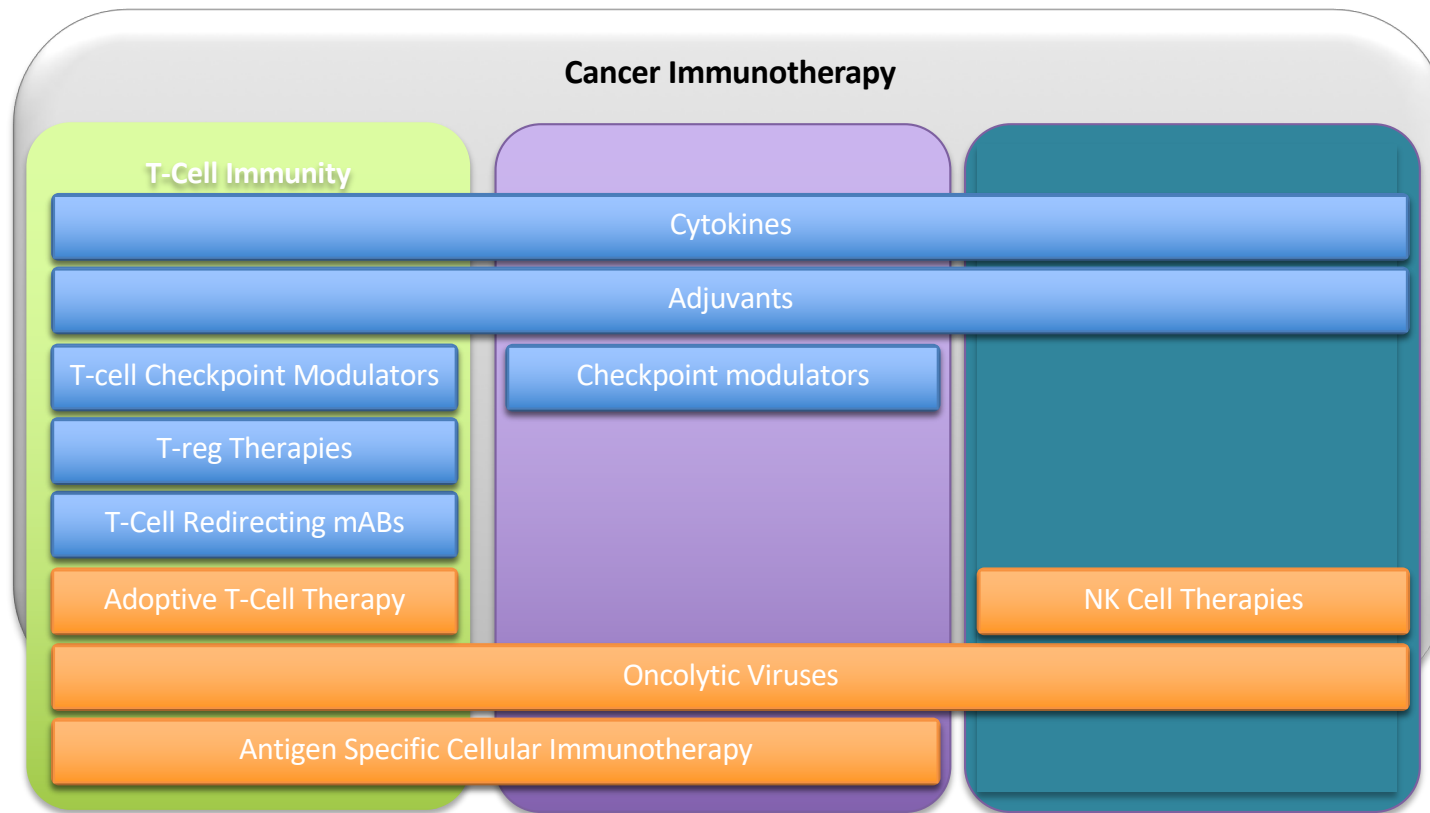 Cancer Immunotherapy
T-Cell Immunity
Cytokines
Adjuvants
T-cell Checkpoint Modulators
Checkpoint modulators
T-reg Therapies
T-Cell Redirecting mABs
Adoptive T-Cell Therapy
NK Cell Therapies
Oncolytic Viruses
Antigen Specific Cellular Immunotherapy